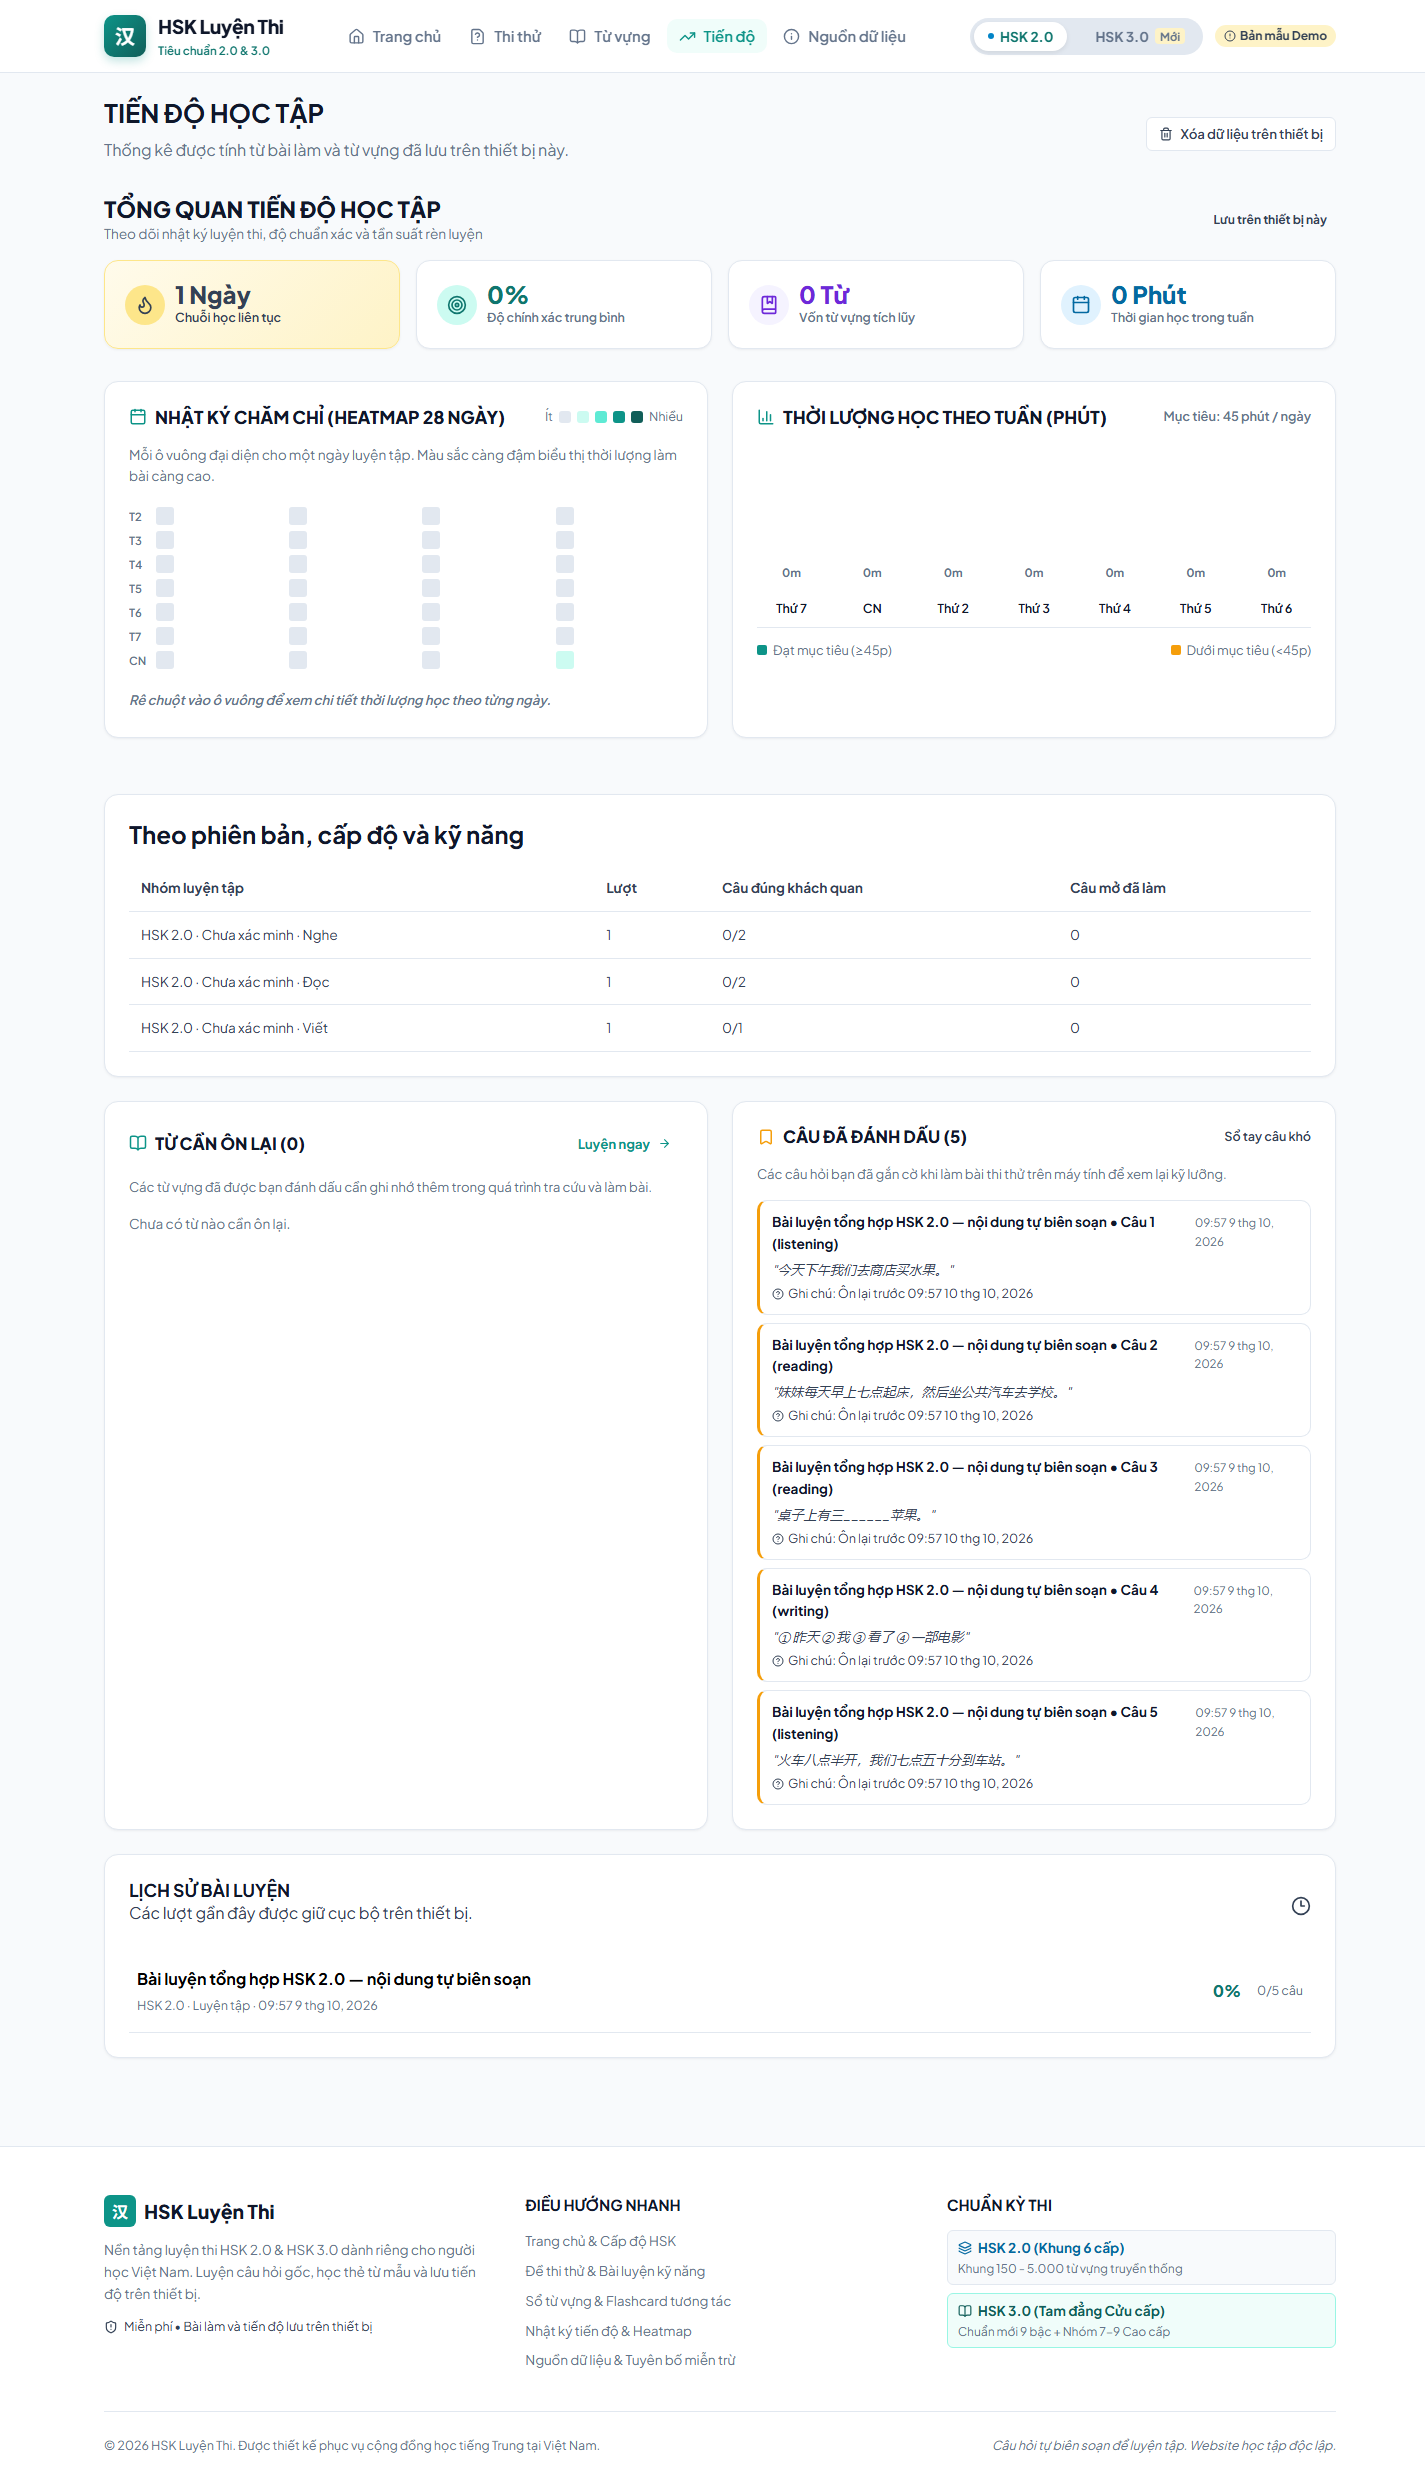 汉 HSK Luyện Thi
Tiêu chuẩn 2.0 & 3.0
Trang chủ
Thi thử
Từ vựng
Tiến độ
Nguồn dữ liệu
HSK 2.0
HSK 3.0 Mới
Bản mẫu Demo
TIẾN ĐỘ HỌC TẬP
Thống kê được tính từ bài làm và từ vựng đã lưu trên thiết bị này.
Xóa dữ liệu trên thiết bị
TỔNG QUAN TIẾN ĐỘ HỌC TẬP
Theo dõi nhật ký luyện thi, độ chuẩn xác và tần suất rèn luyện
Lưu trên thiết bị này
1 Ngày
Chuỗi học liên tục
0%
Độ chính xác trung bình
0 Từ
Vốn từ vựng tích lũy
0 Phút
Thời gian học trong tuần
NHẬT KÝ CHĂM CHỈ (HEATMAP 28 NGÀY)
Ít
Nhiều
Mỗi ô vuông đại diện cho một ngày luyện tập. Màu sắc càng đậm biểu thị thời lượng làm
bài càng cao.
T2
T3
T4
T5
T6
T7
CN
Rê chuột vào ô vuông để xem chi tiết thời lượng học theo từng ngày.
THỜI LƯỢNG HỌC THEO TUẦN (PHÚT)
Mục tiêu: 45 phút / ngày
0m 0m 0m 0m 0m 0m 0m
Thứ 7 CN Thứ 2 Thứ 3 Thứ 4 Thứ 5 Thứ 6
Đạt mục tiêu (≥45p)
Dưới mục tiêu (<45p)
Theo phiên bản, cấp độ và kỹ năng
Nhóm luyện tập Lượt Câu đúng khách quan Câu mở đã làm
HSK 2.0 · Chưa xác minh · Nghe 1 0/2 0
HSK 2.0 · Chưa xác minh · Đọc 1 0/2 0
HSK 2.0 · Chưa xác minh · Viết 1 0/1 0
TỪ CẦN ÔN LẠI (0)
Luyện ngay →
Các từ vựng đã được bạn đánh dấu cần ghi nhớ thêm trong quá trình tra cứu và làm bài.
Chưa có từ nào cần ôn lại.
CÂU ĐÃ ĐÁNH DẤU (5)
Sổ tay câu khó
Các câu hỏi bạn đã gắn cờ khi làm bài thi thử trên máy tính để xem lại kỹ lưỡng.
Bài luyện tổng hợp HSK 2.0 — nội dung tự biên soạn • Câu 1
(listening)
09:57 9 thg 10,
2026
"今天下午我们去商店买水果。"
Ghi chú: Ôn lại trước 09:57 10 thg 10, 2026
Bài luyện tổng hợp HSK 2.0 — nội dung tự biên soạn • Câu 2
(reading)
09:57 9 thg 10,
2026
"妹妹每天早上七点起床，然后坐公共汽车去学校。"
Ghi chú: Ôn lại trước 09:57 10 thg 10, 2026
Bài luyện tổng hợp HSK 2.0 — nội dung tự biên soạn • Câu 3
(reading)
09:57 9 thg 10,
2026
"桌子上有三______苹果。"
Ghi chú: Ôn lại trước 09:57 10 thg 10, 2026
Bài luyện tổng hợp HSK 2.0 — nội dung tự biên soạn • Câu 4
(writing)
09:57 9 thg 10,
2026
"① 昨天 ② 我 ③ 看了 ④ 一部电影"
Ghi chú: Ôn lại trước 09:57 10 thg 10, 2026
Bài luyện tổng hợp HSK 2.0 — nội dung tự biên soạn • Câu 5
(listening)
09:57 9 thg 10,
2026
"火车八点半开，我们七点五十分到车站。"
Ghi chú: Ôn lại trước 09:57 10 thg 10, 2026
LỊCH SỬ BÀI LUYỆN
Các lượt gần đây được giữ cục bộ trên thiết bị.
Bài luyện tổng hợp HSK 2.0 — nội dung tự biên soạn
HSK 2.0 · Luyện tập · 09:57 9 thg 10, 2026
0% 0/5 câu
汉 HSK Luyện Thi
Nền tảng luyện thi HSK 2.0 & HSK 3.0 dành riêng cho người
học Việt Nam. Luyện câu hỏi gốc, học thẻ từ mẫu và lưu tiến
độ trên thiết bị.
Miễn phí • Bài làm và tiến độ lưu trên thiết bị
ĐIỀU HƯỚNG NHANH
Trang chủ & Cấp độ HSK
Đề thi thử & Bài luyện kỹ năng
Sổ từ vựng & Flashcard tương tác
Nhật ký tiến độ & Heatmap
Nguồn dữ liệu & Tuyên bố miễn trừ
CHUẨN KỲ THI
HSK 2.0 (Khung 6 cấp)
Khung 150 - 5.000 từ vựng truyền thống
HSK 3.0 (Tam đẳng Cửu cấp)
Chuẩn mới 9 bậc + Nhóm 7–9 Cao cấp
© 2026 HSK Luyện Thi. Được thiết kế phục vụ cộng đồng học tiếng Trung tại Việt Nam.
Câu hỏi tự biên soạn để luyện tập. Website học tập độc lập.